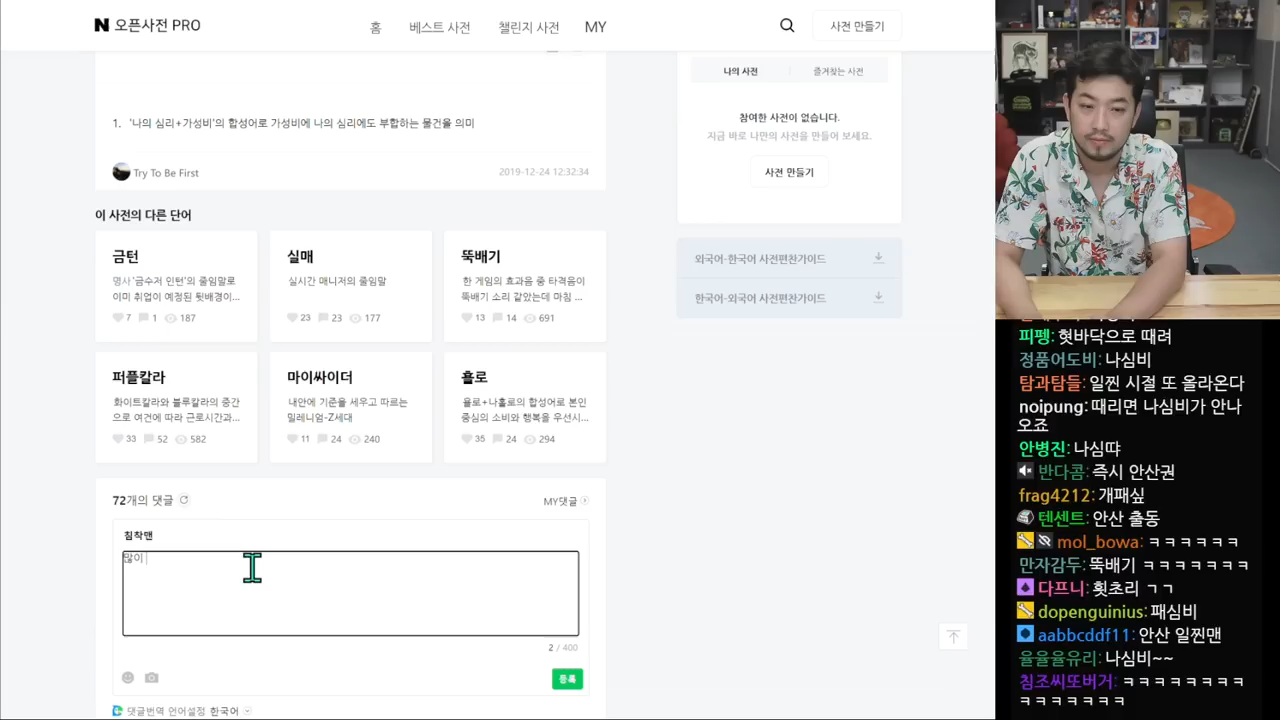 N 오픈사전 PRO
홈 베스트 사전 챌린지 사전 MY
사전 만들기
1. '나의 심리+가성비'의 합성어로 가성비에 나의 심리에도 부합하는 물건을 의미
Try To Be First 2019-12-24 12:32:34
이 사전의 다른 단어
금턴
명사 '금수저 인턴'의 줄임말로
이미 취업이 예정된 뒷배경이...
7 1 187
실매
실시간 매니저의 줄임말
23 23 177
뚝배기
한 게임의 효과음 중 타격음이
뚝배기 소리 같았는데 마침 ...
13 14 691
퍼플칼라
화이트칼라와 블루칼라의 중간
으로 여건에 따라 근로시간과...
33 52 582
마이싸이더
내안에 기준을 세우고 따르는
밀레니엄-Z세대
11 24 240
욜로
욜로+나홀로의 합성어로 본인
중심의 소비와 행복을 우선시...
35 24 294
72개의 댓글 MY댓글
침착맨
많이
2 / 400
등록
댓글번역 언어설정 한국어
나의 사전 즐겨찾는 사전
참여한 사전이 없습니다.
지금 바로 나만의 사전을 만들어 보세요.
사전 만들기
외국어-한국어 사전편찬가이드
한국어-외국어 사전편찬가이드
피펭: 혓바닥으로 때려
정품어도비: 나심비
탐과탐들: 일찐 시절 또 올라온다
noipung: 때리면 나심비가 안나
오죠
안병진: 나심땨
반다콤: 즉시 안산권
frag4212: 개패싶
텐센트: 안산 출동
mol_bowa: ㅋㅋㅋㅋㅋㅋ
만자감두: 뚝배기 ㅋㅋㅋㅋㅋㅋㅋ
다프니: 횟초리 ㄱㄱ
dopenguinius: 패심비
aabbcddf11: 안산 일찐맨
율율율유리: 나심비~~
침조씨또버거: ㅋㅋㅋㅋㅋㅋㅋㅋ
ㅋㅋㅋㅋㅋㅋㅋ